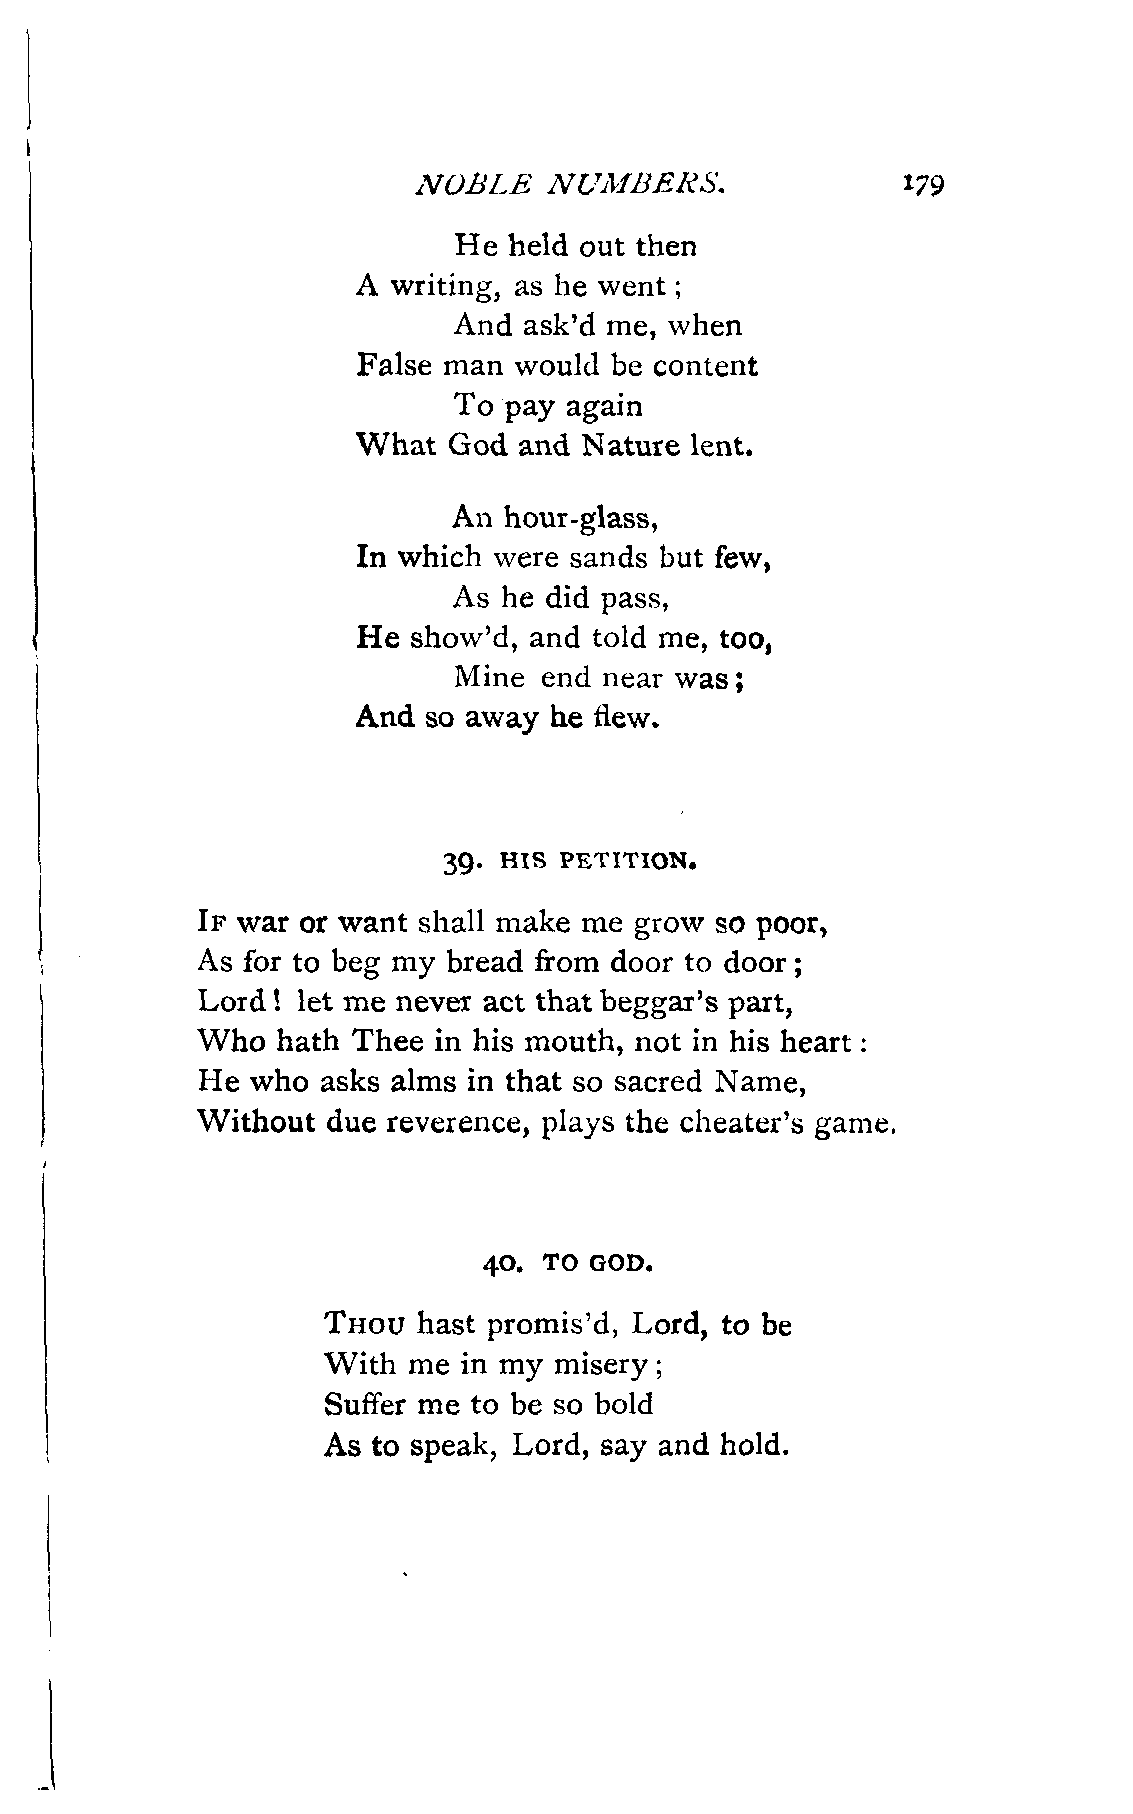 NOBLE NUMBERS. 179
He held out then
A writing, as he went ;
And ask'd me, when
False man would be content
To pay again
What God and Nature lent.
An hour-glass,
In which were sands but few,
As he did pass,
He show'd, and told me, too,
Mine end near was ;
And so away he flew.
39. HIS PETITION.
IF war or want shall make me grow so poor,
As for to beg my bread from door to door ;
Lord ! let me never act that beggar's part,
Who hath Thee in his mouth, not in his heart :
He who asks alms in that so sacred Name,
Without due reverence, plays the cheater's game.
40. TO GOD.
THOU hast promis'd, Lord, to be
With me in my misery ;
Suffer me to be so bold
As to speak, Lord, say and hold.